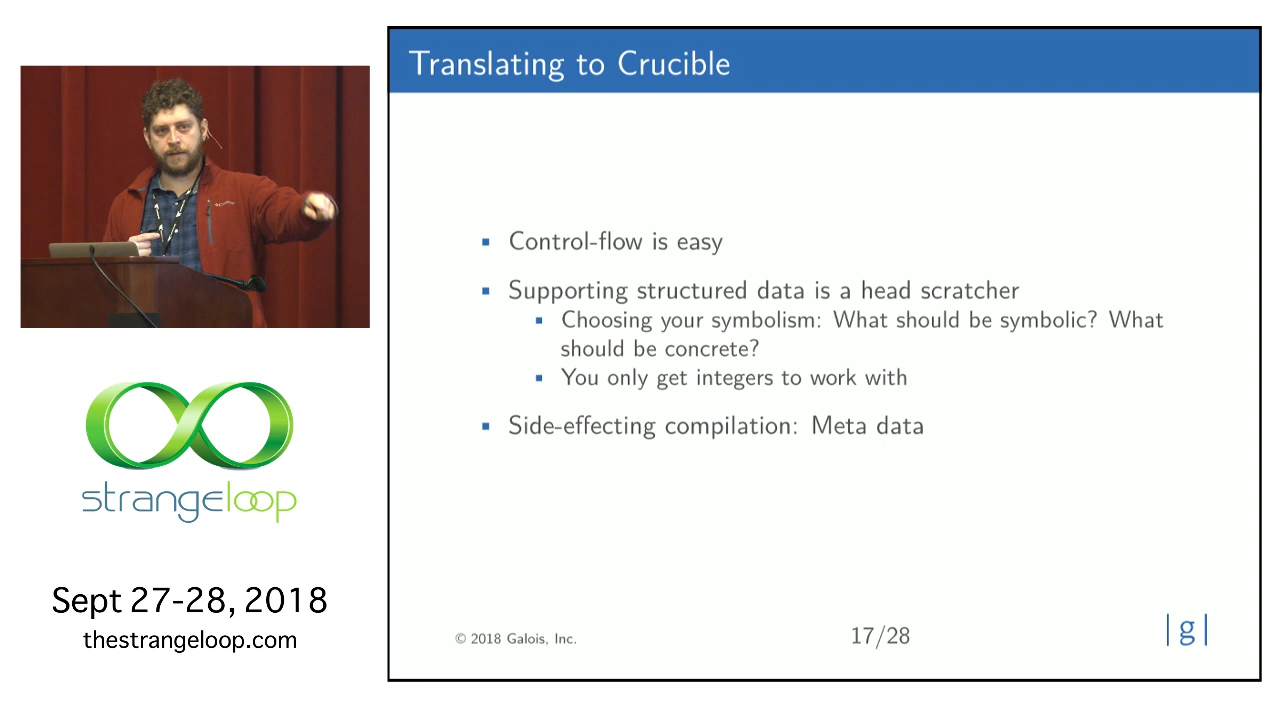 Translating to Crucible
Control-flow is easy
Supporting structured data is a head scratcher
Choosing your symbolism: What should be symbolic? What
should be concrete?
You only get integers to work with
Side-effecting compilation: Meta data
© 2018 Galois, Inc.
17/28
|g|
strangeloop
Sept 27-28, 2018
thestrangeloop.com